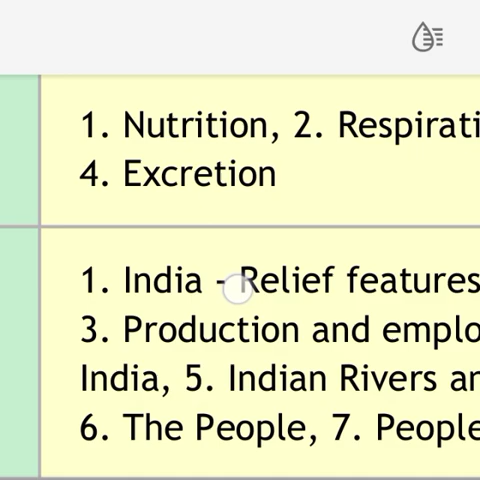 1. Nutrition, 2. Respirati
4. Excretion
1. India - Relief features
3. Production and emplo
India, 5. Indian Rivers an
6. The People, 7. People